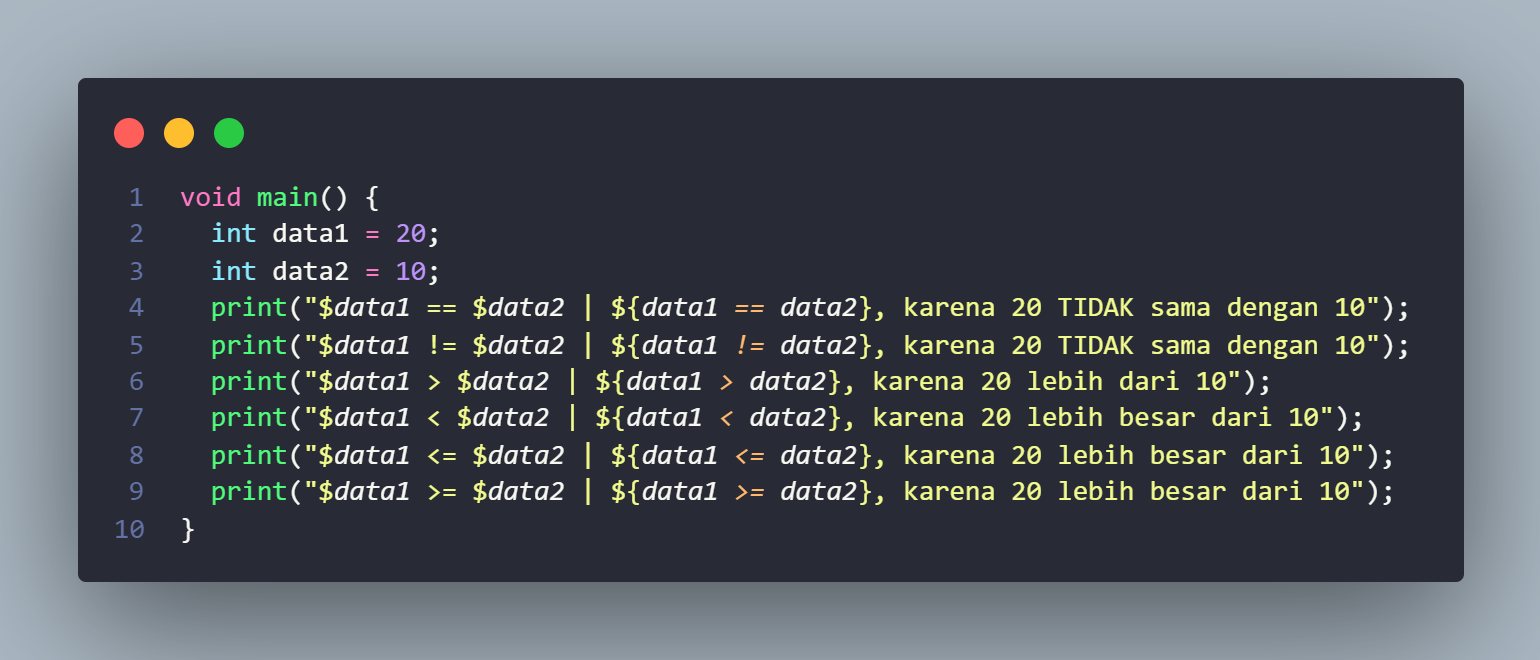 1 void main() {
2 int data1 = 20;
3 int data2 = 10;
4 print("$data1 == $data2 | ${data1 == data2}, karena 20 TIDAK sama dengan 10");
5 print("$data1 != $data2 | ${data1 != data2}, karena 20 TIDAK sama dengan 10");
6 print("$data1 > $data2 | ${data1 > data2}, karena 20 lebih dari 10");
7 print("$data1 < $data2 | ${data1 < data2}, karena 20 lebih besar dari 10");
8 print("$data1 <= $data2 | ${data1 <= data2}, karena 20 lebih besar dari 10");
9 print("$data1 >= $data2 | ${data1 >= data2}, karena 20 lebih besar dari 10");
10 }